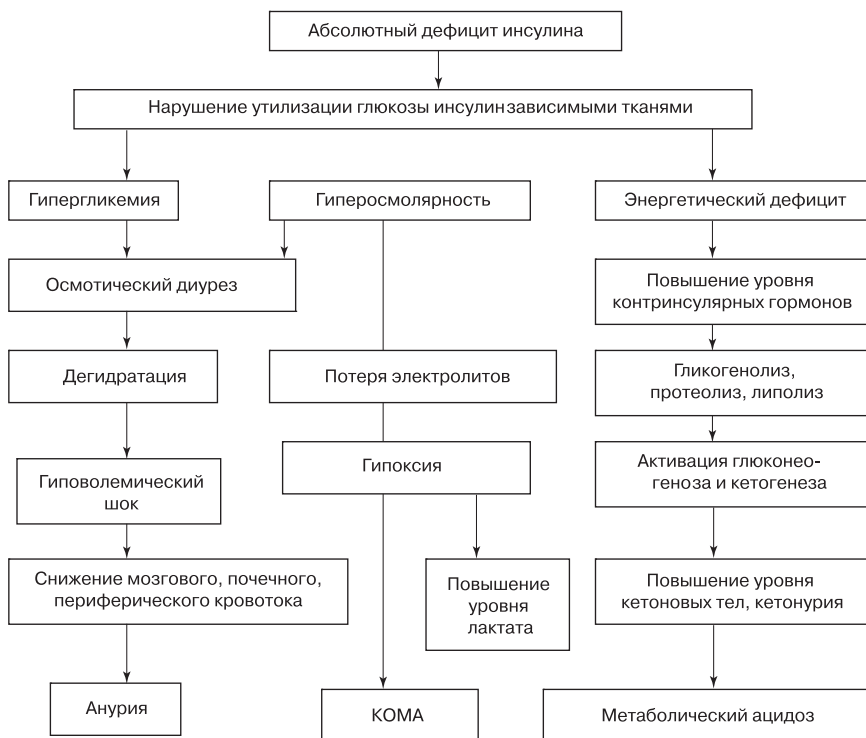 Абсолютный дефицит инсулина
Нарушение утилизации глюкозы инсулинзависимыми тканями
Гипергликемия
Гиперосмолярность
Энергетический дефицит
Осмотический диурез
Повышение уровня
контринсулярных гормонов
Дегидратация
Потеря электролитов
Гликогенолиз,
протеолиз, липолиз
Гиповолемический
шок
Гипоксия
Активация глюконео-
геноза и кетогенеза
Снижение мозгового, почечного,
периферического кровотока
Повышение
уровня
лактата
Повышение уровня
кетоновых тел, кетонурия
Анурия
КОМА
Метаболический ацидоз